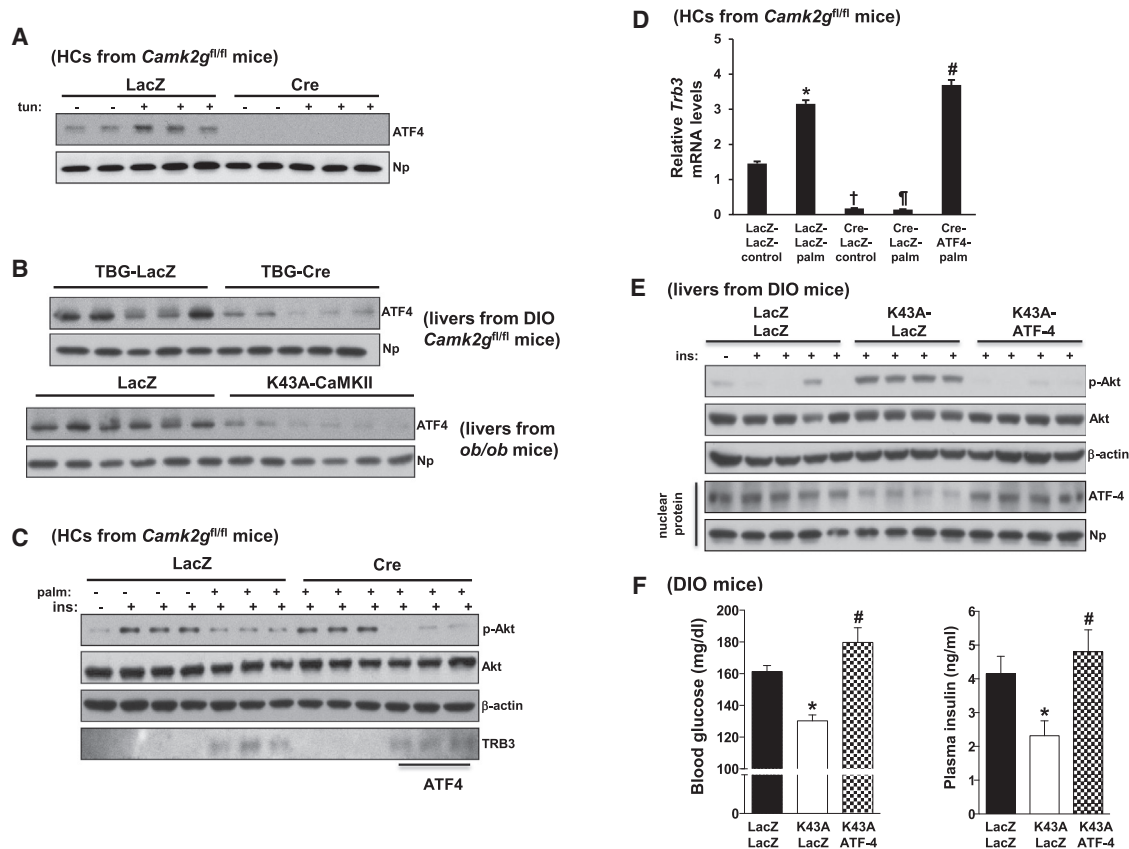 A
(HCs from Camk2gfl/fl mice)
LacZ Cre
tun: - - + + + - - + + +
ATF4
Np
B
TBG-LacZ TBG-Cre
ATF4
Np
(livers from DIO
Camk2gfl/fl mice)
LacZ K43A-CaMKII
ATF4
Np
(livers from
ob/ob mice)
C
(HCs from Camk2gfl/fl mice)
LacZ Cre
palm: - - - - + + + + + + + + +
ins: - + + + + + + + + + + + +
p-Akt
Akt
β-actin
TRB3
ATF4
D
(HCs from Camk2gfl/fl mice)
Relative Trb3
mRNA levels
5
4
3
2
1
0
* † ¶ #
LacZ-
LacZ-
control
LacZ-
LacZ-
palm
Cre-
LacZ-
control
Cre-
LacZ-
palm
Cre-
ATF4-
palm
E
(livers from DIO mice)
LacZ
LacZ
K43A-
LacZ
K43A-
ATF-4
ins: - + + + + + + + + + + + +
p-Akt
Akt
β-actin
nuclear
protein
ATF-4
Np
F
(DIO mice)
Blood glucose (mg/dl)
200
180
160
140
120
100
0
* #
LacZ
LacZ
K43A
LacZ
K43A
ATF-4
Plasma insulin (ng/ml)
6
5
4
3
2
1
0
* #
LacZ
LacZ
K43A
LacZ
K43A
ATF-4